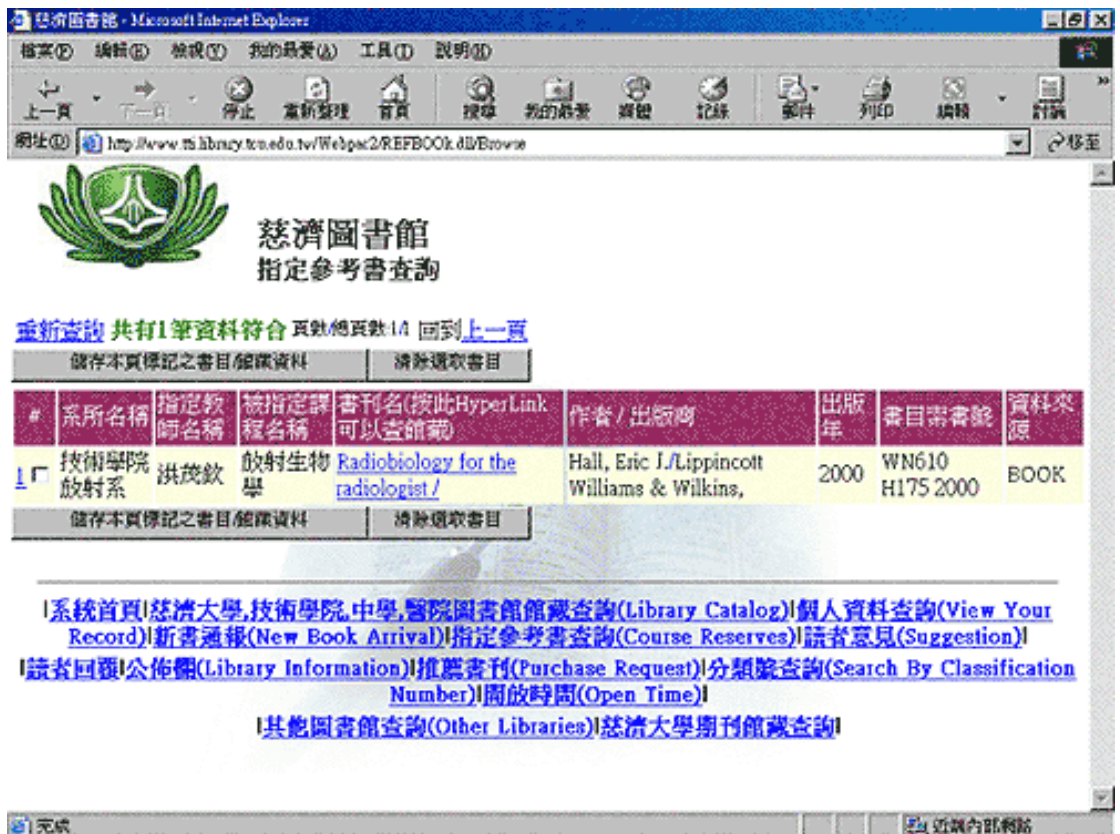 慈濟圖書館 - Microsoft Internet Explorer
檔案(F) 編輯(E) 檢視(V) 我的最愛(A) 工具(T) 說明(H)
上一頁 下一頁 停止 重新整理 首頁 搜尋 我的最愛 媒體 記錄 郵件 列印 編輯 討論
網址(D) http://www.tti.library.tcu.edu.tw/Webpac2/REFBOOk.dll/Browse 移至
慈濟圖書館
指定參考書查詢
重新查詢 共有1筆資料符合 頁數/總頁數:1/1 回到上一頁
儲存本頁標記之書目/館藏資料 清除選取書目
# 系所名稱 指定教師名稱 被指定課程名稱 書刊名(按此HyperLink可以查館藏) 作者 / 出版商 出版年 書目索書號 資料來源
1 技術學院放射系 洪茂欽 放射生物學 Radiobiology for the radiologist / Hall, Eric J./Lippincott Williams & Wilkins, 2000 WN610 H175 2000 BOOK
儲存本頁標記之書目/館藏資料 清除選取書目
|系統首頁|慈濟大學,技術學院,中學,醫院圖書館館藏查詢(Library Catalog)|個人資料查詢(View Your
Record)|新書通報(New Book Arrival)|指定參考書查詢(Course Reserves)|讀者意見(Suggestion)|
|讀者回覆|公佈欄(Library Information)|推薦書刊(Purchase Request)|分類號查詢(Search By Classification
Number)|開放時間(Open Time)|
|其他圖書館查詢(Other Libraries)|慈濟大學期刊館藏查詢|
完成 近端內部網路